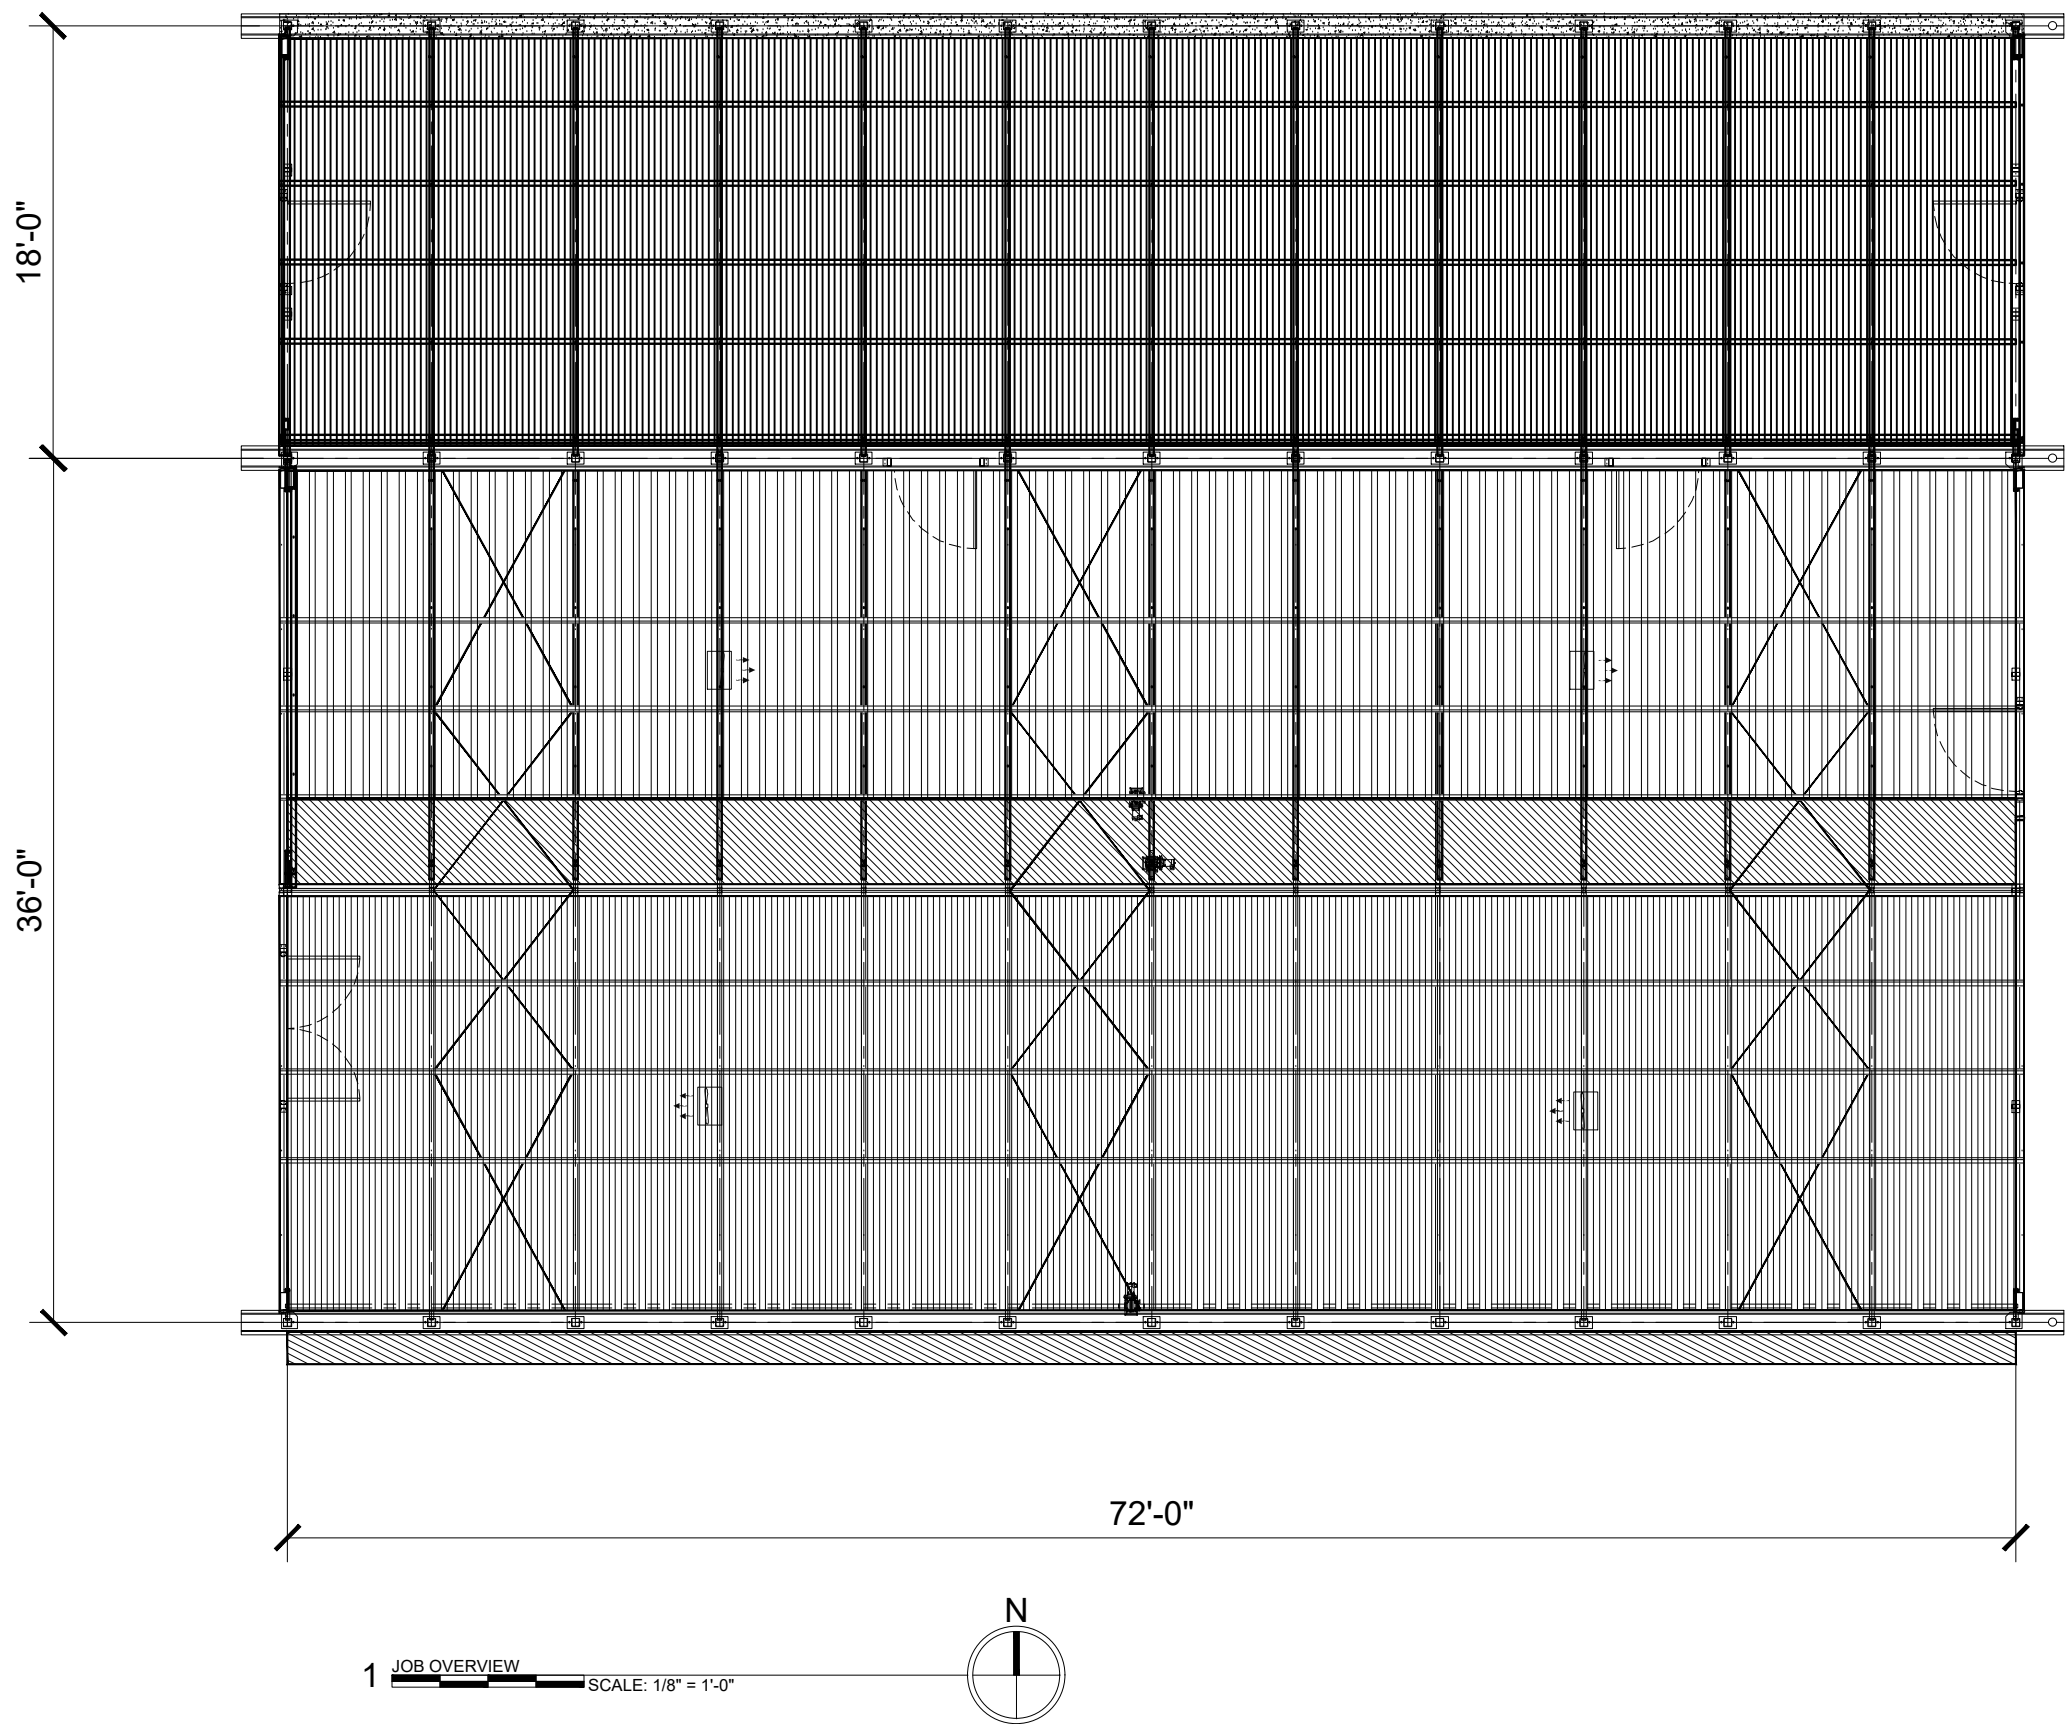 18'-0"
36'-0"
72'-0"
N
1 JOB OVERVIEW
SCALE: 1/8" = 1'-0"